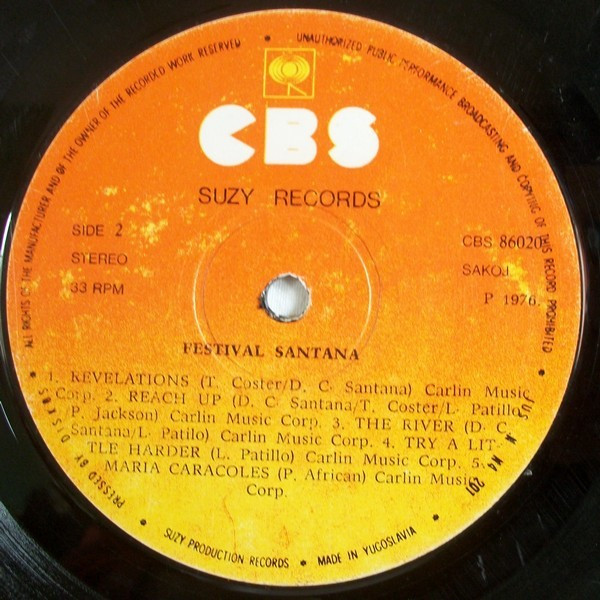 ALL RIGHTS OF THE MANUFACTURER AND OF THE OWNER OF THE RECORDED WORK RESERVED • UNAUTHORIZED PUBLIC PERFORMANCE BROADCASTING AND COPYING OF THIS RECORD PROHIBITED
CBS
SUZY RECORDS
SIDE 2
STEREO
33 RPM
CBS 86020
SAKOJ
P 1976.
FESTIVAL SANTANA
1. REVELATIONS (T. Coster/D. C. Santana) Carlin Music
Corp. 2. REACH UP (D. C. Santana/T. Coster/L. Patillo
/P. Jackson) Carlin Music Corp. 3. THE RIVER (D. C.
Santana/L. Patilo) Carlin Music Corp. 4. TRY A LIT-
TLE HARDER (L. Patillo) Carlin Music Corp. 5.
MARIA CARACOLES (P. African) Carlin Music
Corp.
PRESSED BY
• SUZY PRODUCTION RECORDS • MADE IN YUGOSLAVIA •
201